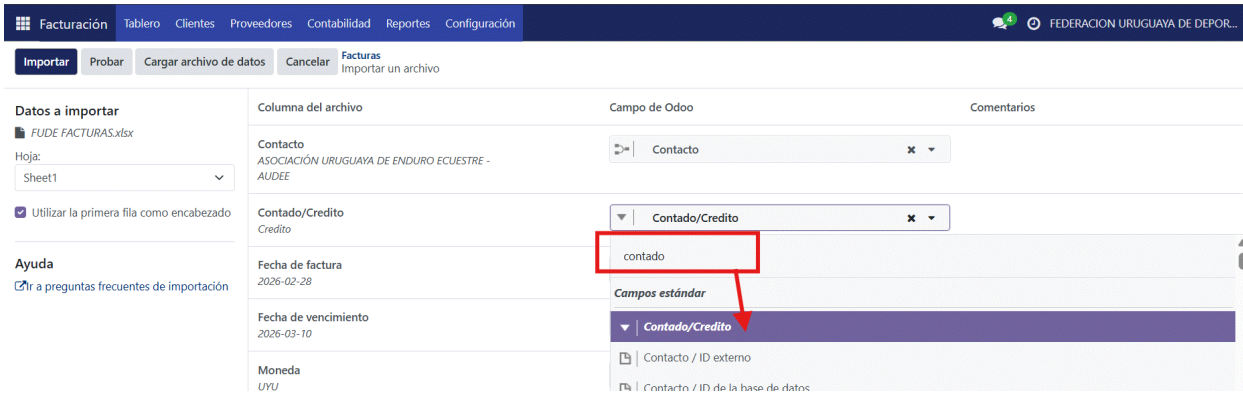 Facturación Tablero Clientes Proveedores Contabilidad Reportes Configuración 4 FEDERACION URUGUAYA DE DEPOR...
Importar Probar Cargar archivo de datos Cancelar Facturas
Importar un archivo
Datos a importar
FUDE FACTURAS.xlsx
Hoja:
Sheet1
Utilizar la primera fila como encabezado
Ayuda
Ir a preguntas frecuentes de importación
Columna del archivo Campo de Odoo Comentarios
Contacto Contacto
ASOCIACIÓN URUGUAYA DE ENDURO ECUESTRE -
AUDEE
Contado/Credito Contado/Credito
Credito
Fecha de factura
2026-02-28
Fecha de vencimiento
2026-03-10
Moneda
UYU
contado
Campos estándar
Contado/Credito
Contacto / ID externo
Contacto / ID de la base de datos